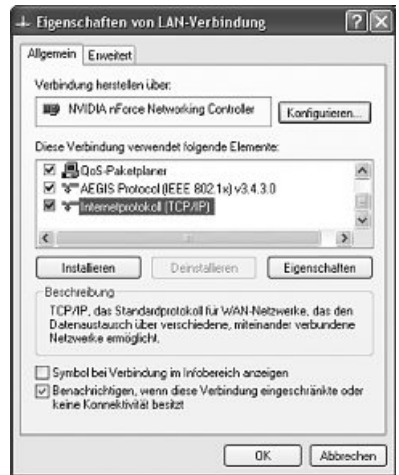 Eigenschaften von LAN-Verbindung
Allgemein Erweitert
Verbindung herstellen über:
NVIDIA nForce Networking Controller Konfigurieren...
Diese Verbindung verwendet folgende Elemente:
QoS-Paketplaner
AEGIS Protocol (IEEE 802.1x) v3.4.3.0
Internetprotokoll (TCP/IP)
Installieren Deinstallieren Eigenschaften
Beschreibung
TCP/IP, das Standardprotokoll für WAN-Netzwerke, das den
Datenaustausch über verschiedene, miteinander verbundene
Netzwerke ermöglicht.
Symbol bei Verbindung im Infobereich anzeigen
Benachrichtigen, wenn diese Verbindung eingeschränkte oder
keine Konnektivität besitzt
OK Abbrechen